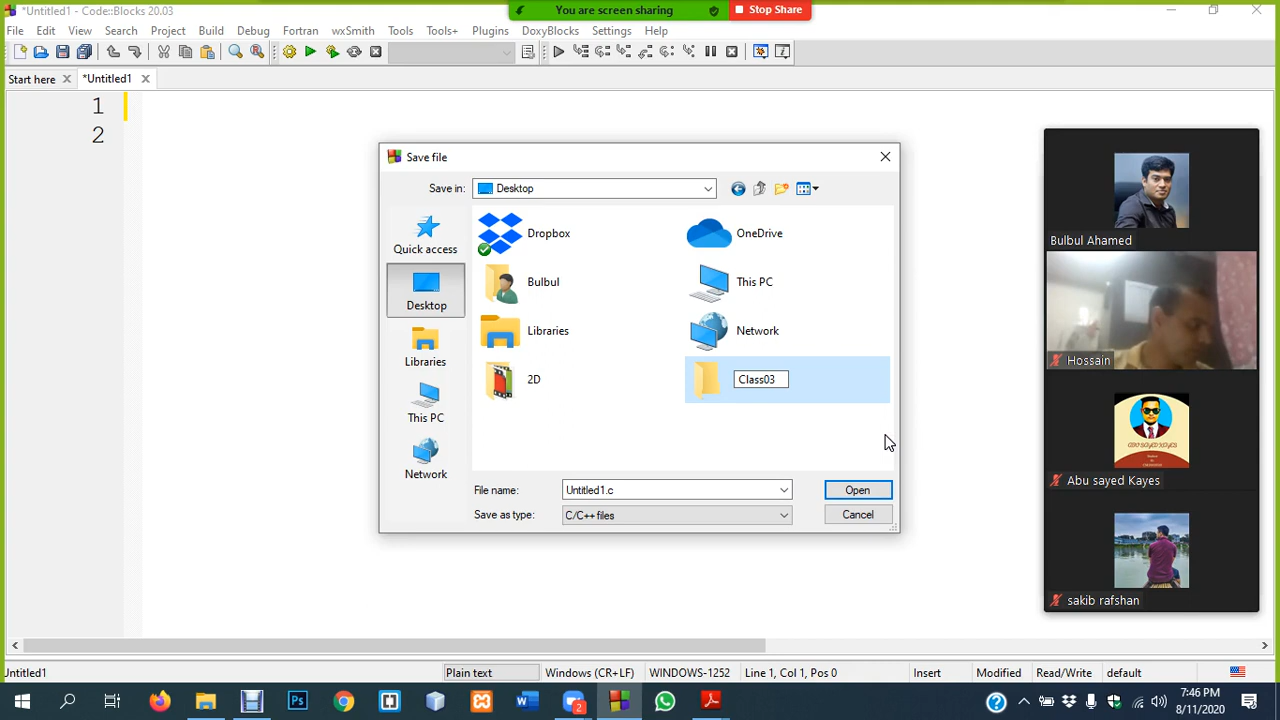 *Untitled1 - Code::Blocks 20.03
You are screen sharing
Stop Share
File Edit View Search Project Build Debug Fortran wxSmith Tools Tools+ Plugins DoxyBlocks Settings Help
Start here
*Untitled1
1
2
Save file
Save in:
Desktop
Quick access
Desktop
Libraries
This PC
Network
Dropbox
OneDrive
Bulbul
This PC
Libraries
Network
2D
Class03
File name:
Untitled1.c
Open
Save as type:
C/C++ files
Cancel
Bulbul Ahamed
Hossain
Abu sayed Kayes
sakib rafshan
Untitled1
Plain text
Windows (CR+LF)
WINDOWS-1252
Line 1, Col 1, Pos 0
Insert
Modified
Read/Write
default
2
7:46 PM
8/11/2020